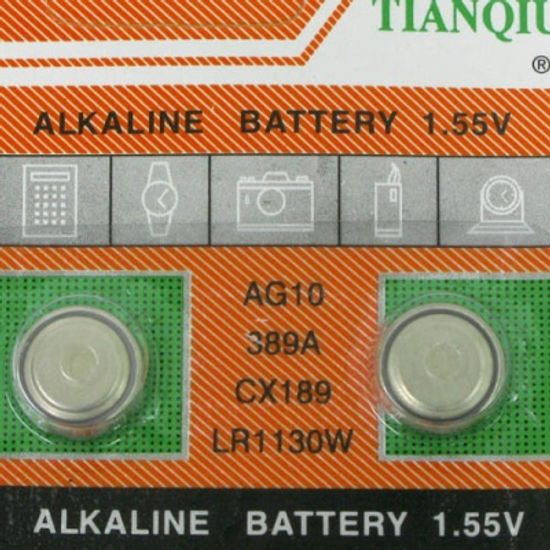 TIANQIU
®
ALKALINE BATTERY 1.55V
AG10
389A
CX189
LR1130W
ALKALINE BATTERY 1.55V